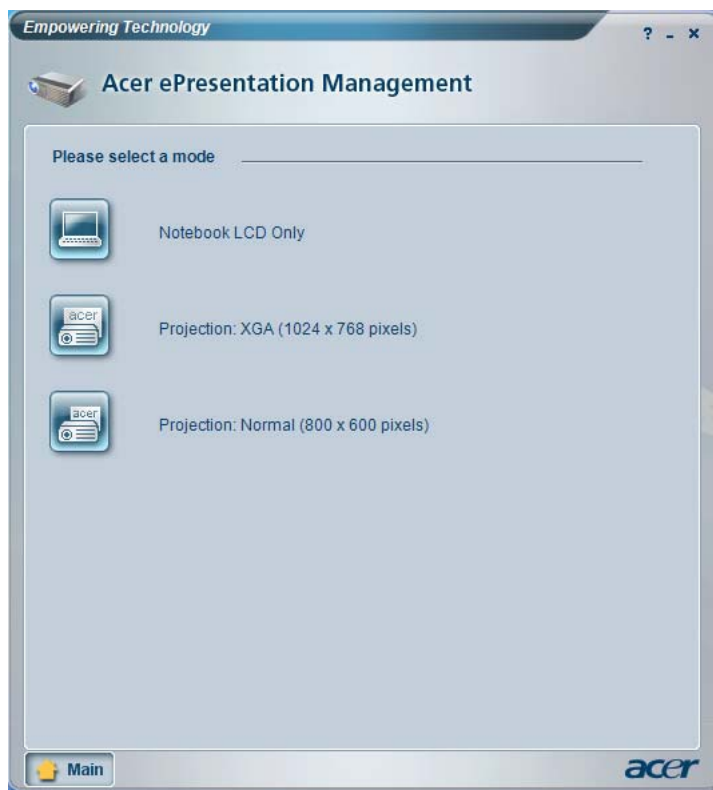 Empowering Technology
? - ×
Acer ePresentation Management
Please select a mode
Notebook LCD Only
acer
Projection: XGA (1024 x 768 pixels)
acer
Projection: Normal (800 x 600 pixels)
Main
acer